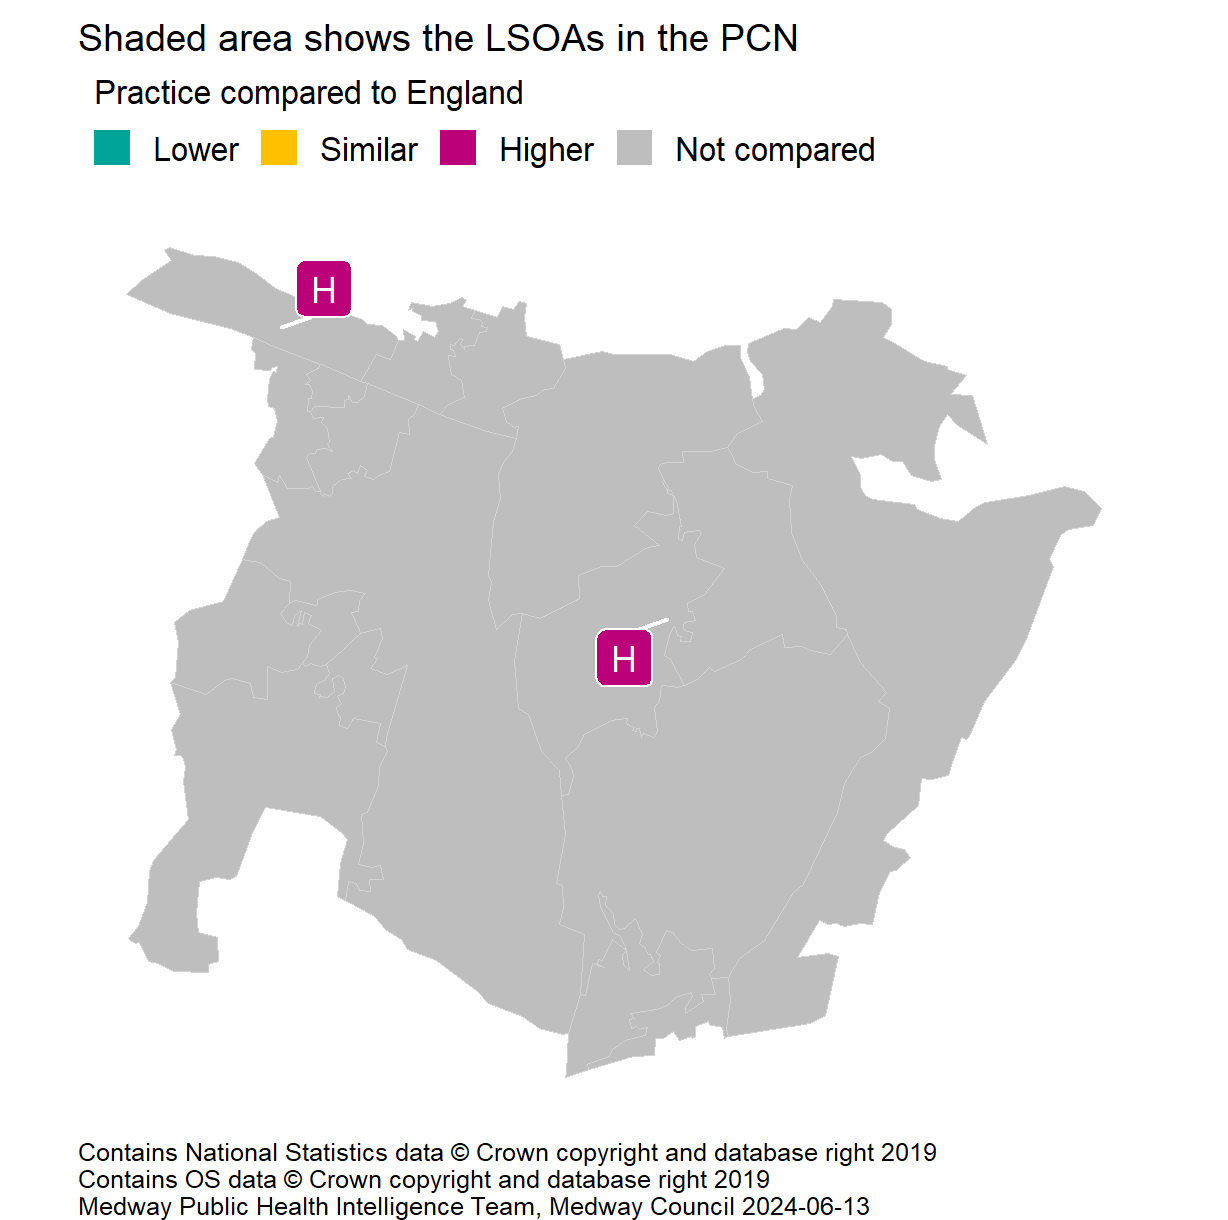 Shaded area shows the LSOAs in the PCN
Practice compared to England
Lower Similar Higher Not compared
H
H
Contains National Statistics data © Crown copyright and database right 2019
Contains OS data © Crown copyright and database right 2019
Medway Public Health Intelligence Team, Medway Council 2024-06-13